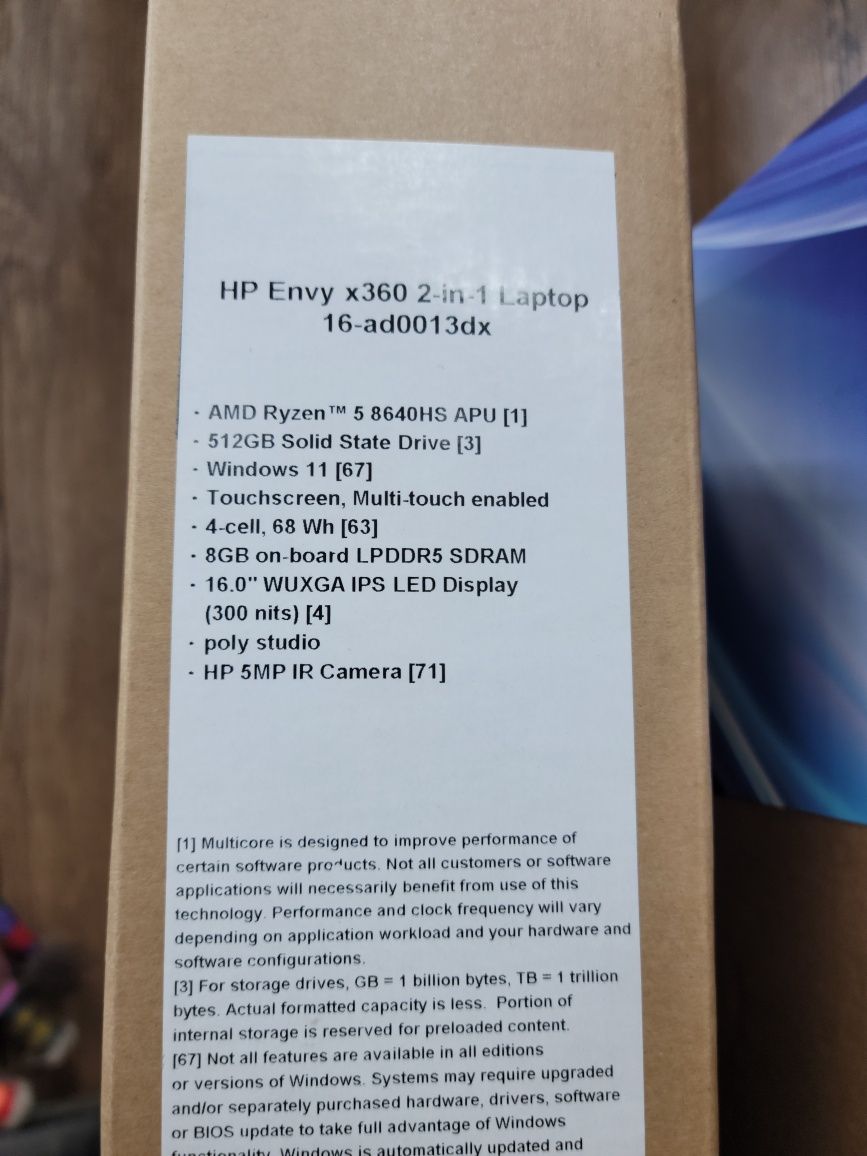 HP Envy x360 2-in-1 Laptop
16-ad0013dx
· AMD Ryzen™ 5 8640HS APU [1]
· 512GB Solid State Drive [3]
· Windows 11 [67]
· Touchscreen, Multi-touch enabled
· 4-cell, 68 Wh [63]
· 8GB on-board LPDDR5 SDRAM
· 16.0" WUXGA IPS LED Display
(300 nits) [4]
· poly studio
· HP 5MP IR Camera [71]
[1] Multicore is designed to improve performance of
certain software products. Not all customers or software
applications will necessarily benefit from use of this
technology. Performance and clock frequency will vary
depending on application workload and your hardware and
software configurations.
[3] For storage drives, GB = 1 billion bytes, TB = 1 trillion
bytes. Actual formatted capacity is less. Portion of
internal storage is reserved for preloaded content.
[67] Not all features are available in all editions
or versions of Windows. Systems may require upgraded
and/or separately purchased hardware, drivers, software
or BIOS update to take full advantage of Windows
functionality. Windows is automatically updated and